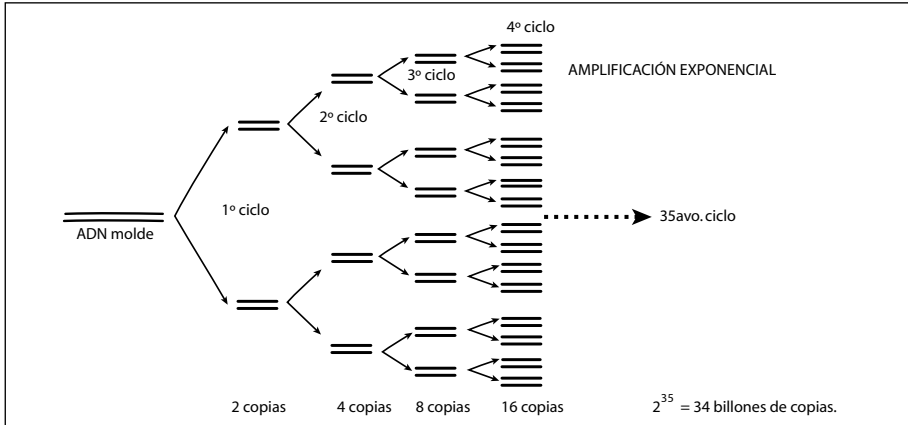 4º ciclo
AMPLIFICACIÓN EXPONENCIAL
3º ciclo
2º ciclo
1º ciclo
35avo. ciclo
ADN molde
2 copias 4 copias 8 copias 16 copias 2^35 = 34 billones de copias.